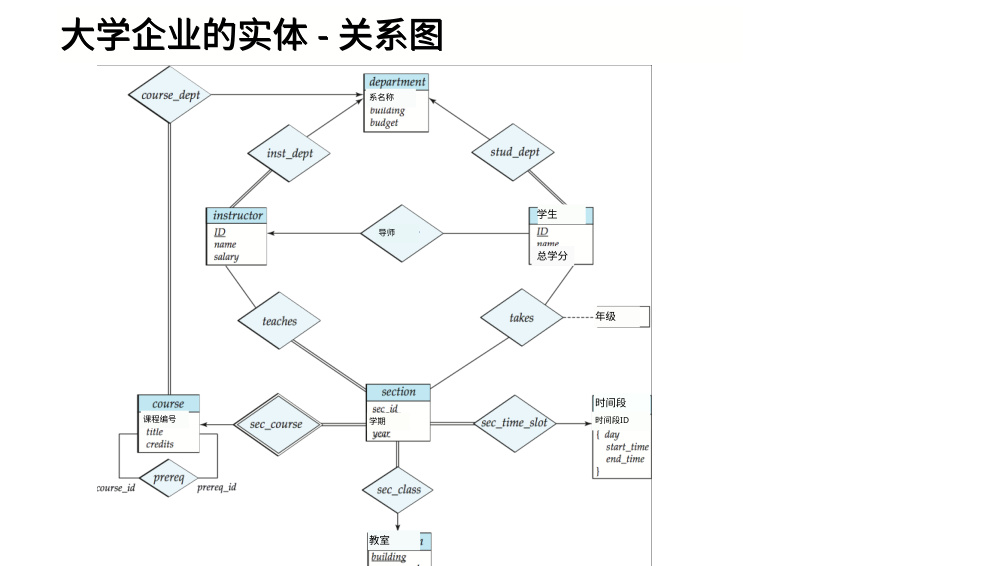 大学企业的实体 - 关系图
course_dept
department
系名称
building
budget
inst_dept
stud_dept
instructor
ID
name
salary
导师
学生
ID
name
总学分
teaches
takes
年级
section
sec_id
学期
year
course
课程编号
title
credits
sec_course
sec_time_slot
时间段
时间段ID
{ day
start_time
end_time
}
prereq
course_id
prereq_id
sec_class
教室
building